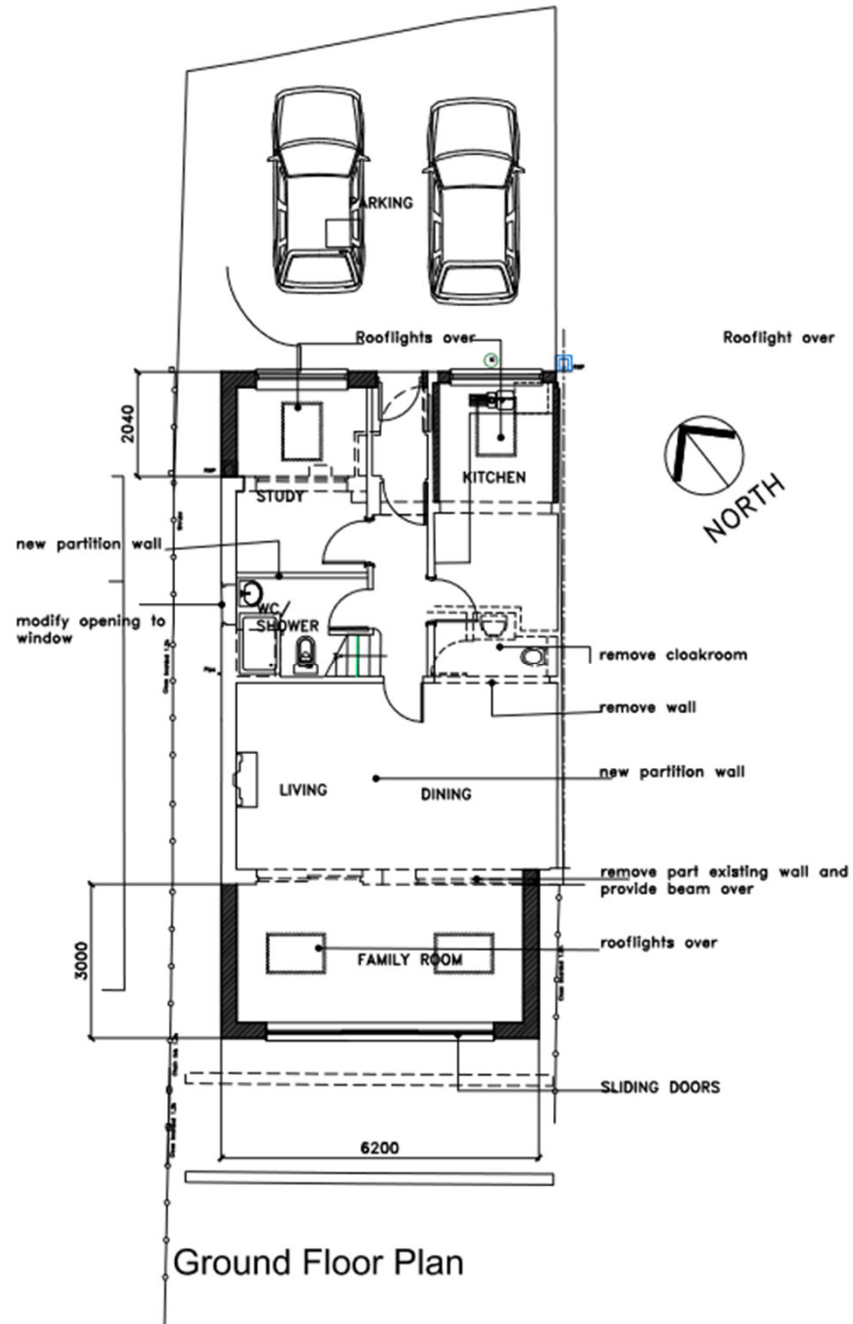 PARKING
Rooflights over
Rooflight over
2040
KITCHEN
STUDY
NORTH
new partition wall
WC
SHOWER
modify opening to
window
remove cloakroom
remove wall
new partition wall
LIVING
DINING
remove part existing wall and
provide beam over
rooflights over
3000
FAMILY ROOM
SLIDING DOORS
6200
Ground Floor Plan